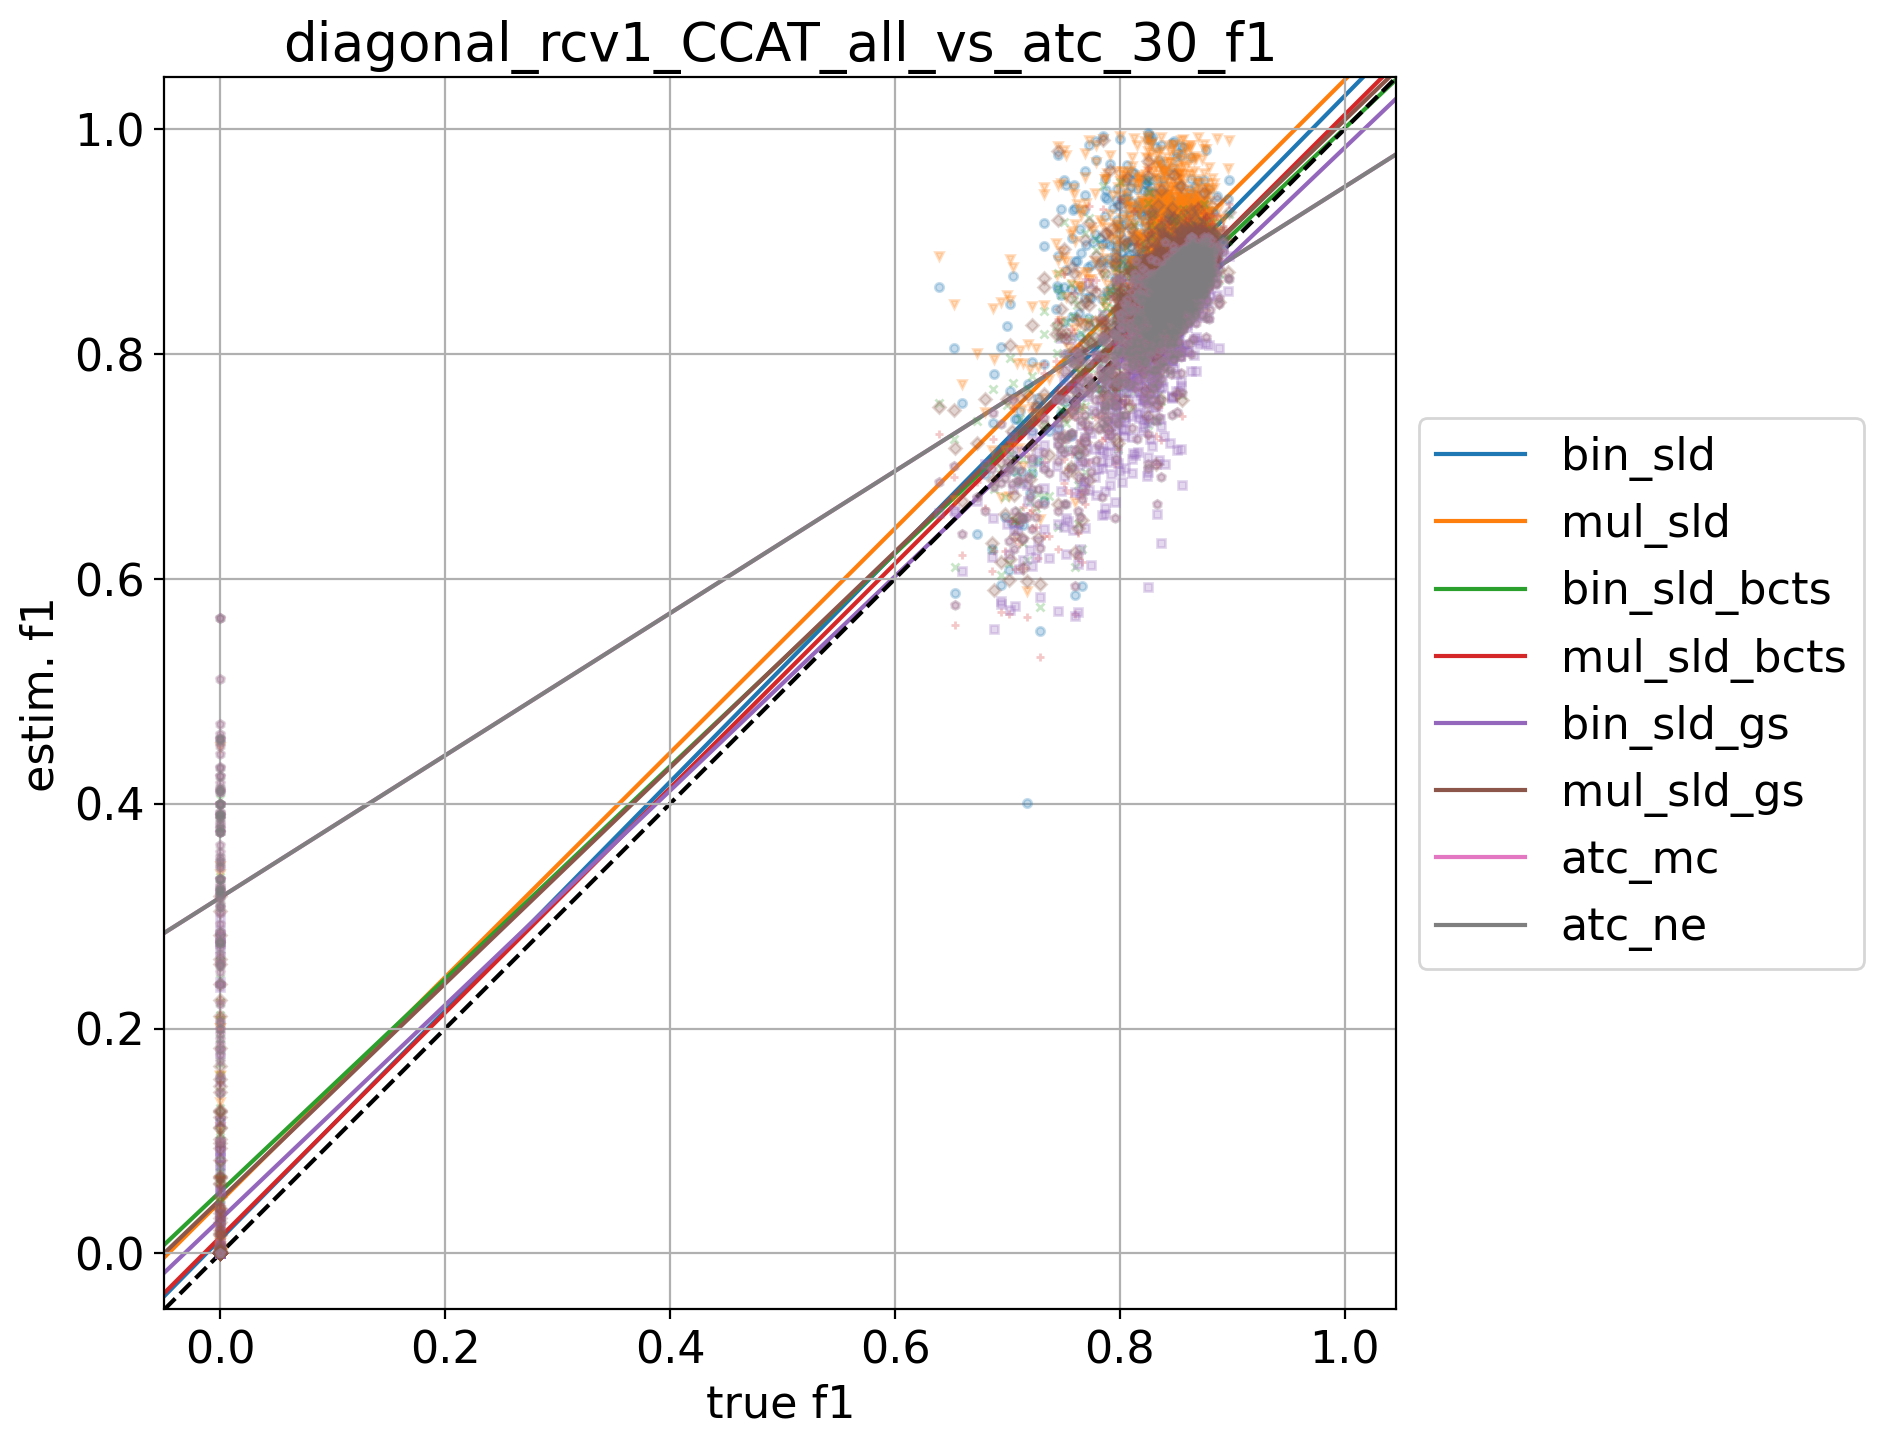 diagonal_rcv1_CCAT_all_vs_atc_30_f1
1.0
0.8
0.6
0.4
0.2
0.0
estim. f1
0.0 0.2 0.4 0.6 0.8 1.0
true f1
bin_sld
mul_sld
bin_sld_bcts
mul_sld_bcts
bin_sld_gs
mul_sld_gs
atc_mc
atc_ne